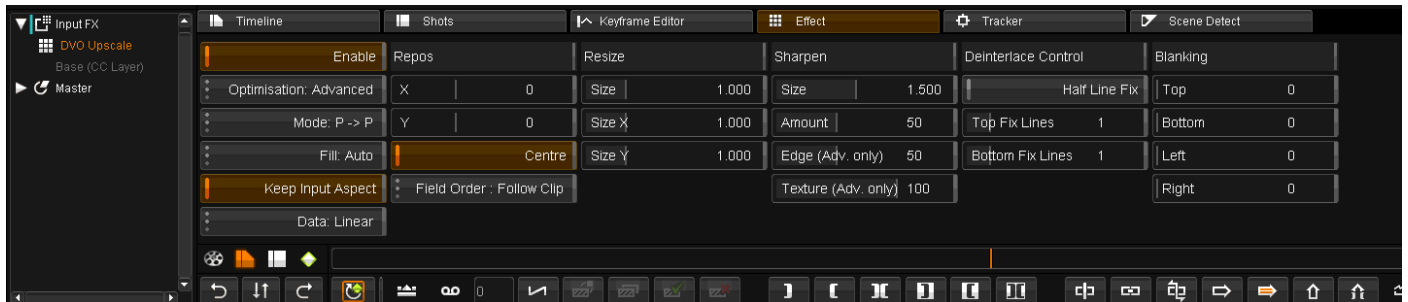 Input FX
DVO Upscale
Base (CC Layer)
Master
Timeline Shots Keyframe Editor Effect Tracker Scene Detect
Enable Repos Resize Sharpen Deinterlace Control Blanking
Optimisation: Advanced X 0 Size 1.000 Size 1.500 Half Line Fix Top 0
Mode: P -> P Y 0 Size X 1.000 Amount 50 Top Fix Lines 1 Bottom 0
Fill: Auto Centre Size Y 1.000 Edge (Adv. only) 50 Bottom Fix Lines 1 Left 0
Keep Input Aspect Field Order : Follow Clip Texture (Adv. only) 100 Right 0
Data: Linear
0